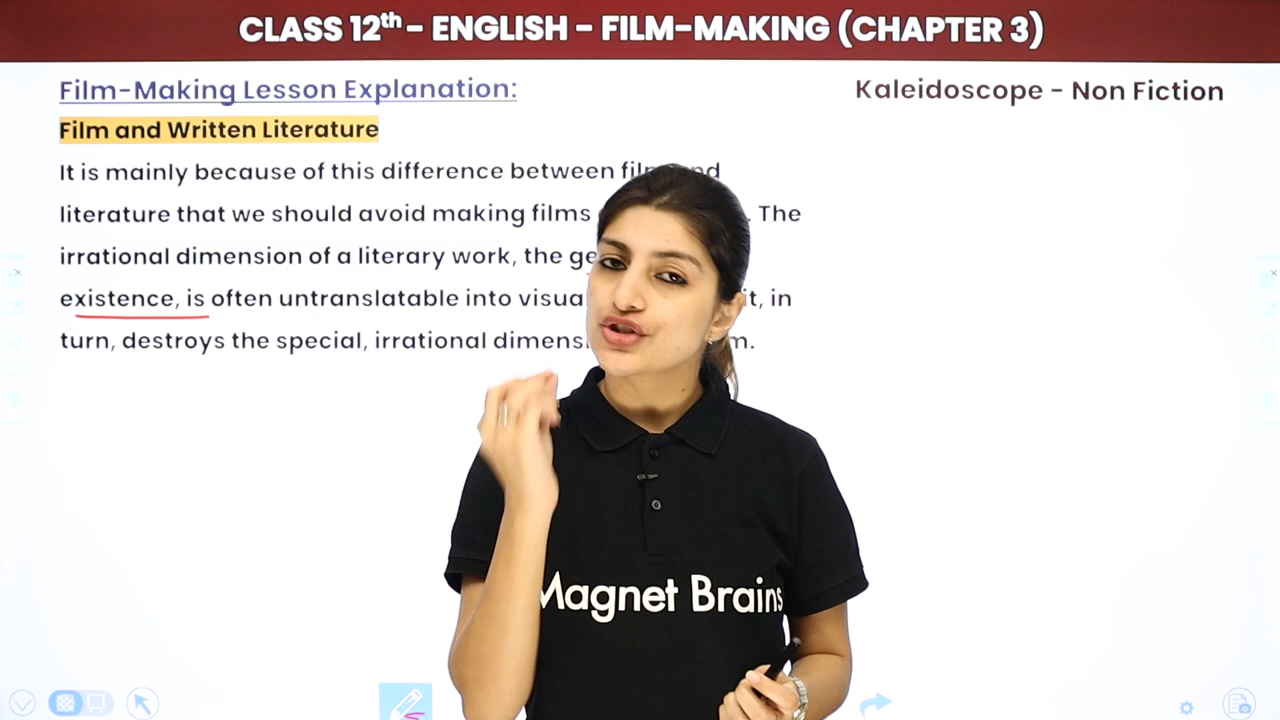 CLASS 12th - ENGLISH - FILM-MAKING (CHAPTER 3)
Film-Making Lesson Explanation:
Kaleidoscope - Non Fiction
Film and Written Literature
It is mainly because of this difference between film and
literature that we should avoid making films . The
irrational dimension of a literary work, the
existence, is often untranslatable into it, in
turn, destroys the special, irrational
Magnet Brains